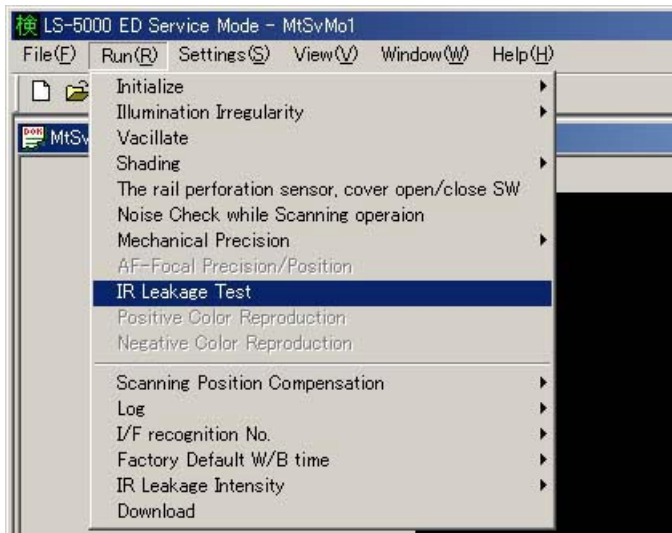 検 LS-5000 ED Service Mode - MtSvMo1
File(F) Run(R) Settings(S) View(V) Window(W) Help(H)
MtSv
Initialize
Illumination Irregularity
Vacillate
Shading
The rail perforation sensor, cover open/close SW
Noise Check while Scanning operaion
Mechanical Precision
AF-Focal Precision/Position
IR Leakage Test
Positive Color Reproduction
Negative Color Reproduction
Scanning Position Compensation
Log
I/F recognition No.
Factory Default W/B time
IR Leakage Intensity
Download